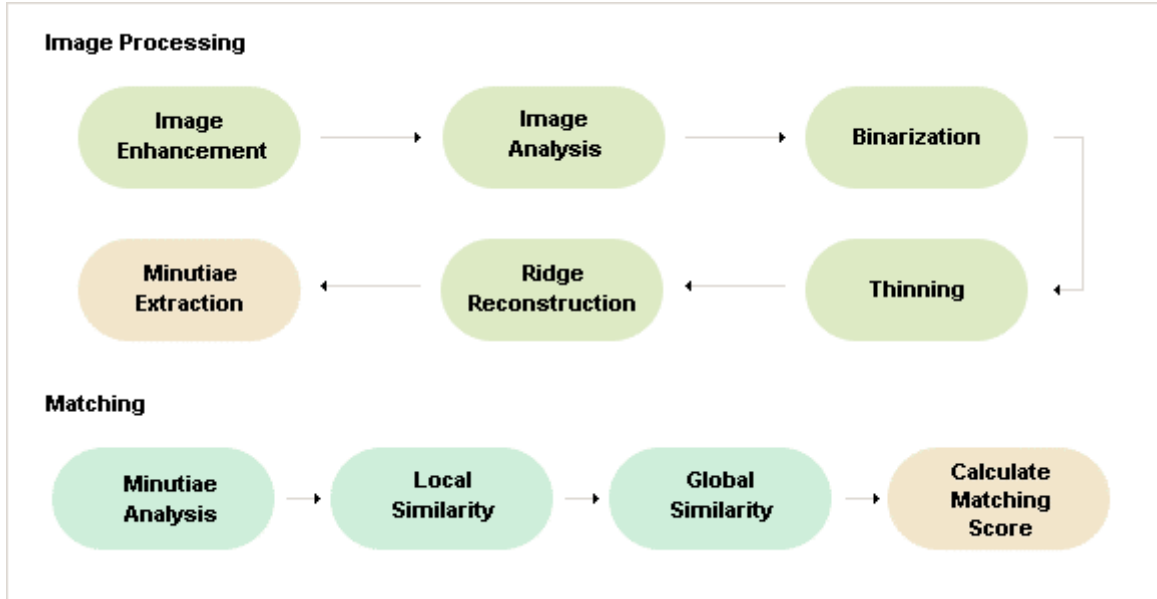 Image Processing
Image
Enhancement
Image
Analysis
Binarization
Minutiae
Extraction
Ridge
Reconstruction
Thinning
Matching
Minutiae
Analysis
Local
Similarity
Global
Similarity
Calculate
Matching
Score